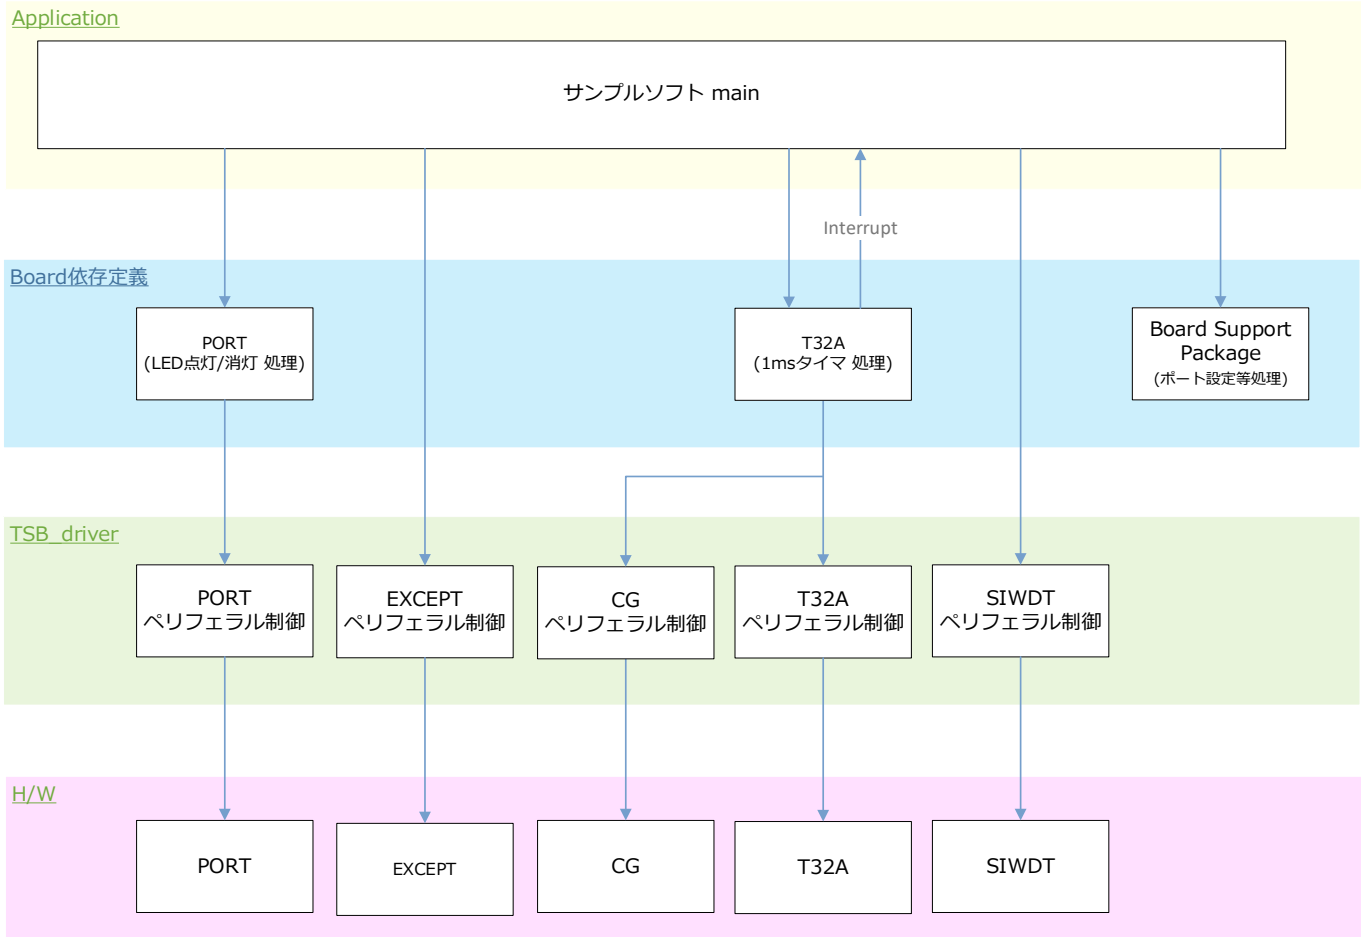 Application
サンプルソフト main
Interrupt
Board依存定義
PORT
(LED点灯/消灯 処理)
T32A
(1msタイマ 処理)
Board Support
Package
(ポート設定等処理)
TSB_driver
PORT
ペリフェラル制御
EXCEPT
ペリフェラル制御
CG
ペリフェラル制御
T32A
ペリフェラル制御
SIWDT
ペリフェラル制御
H/W
PORT
EXCEPT
CG
T32A
SIWDT